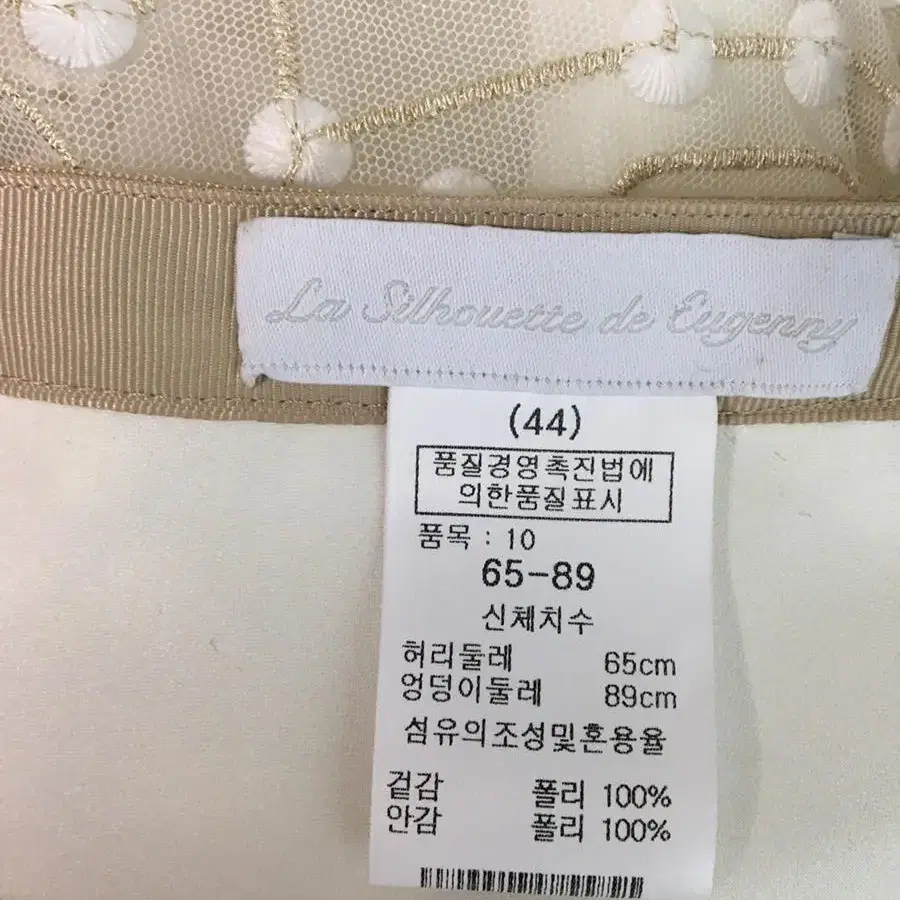 La Silhouette de Eugenny
(44)
품질경영촉진법에
의한품질표시
품목 : 10
65-89
신체치수
허리둘레 65cm
엉덩이둘레 89cm
섬유의조성및혼용율
겉감 폴리 100%
안감 폴리 100%